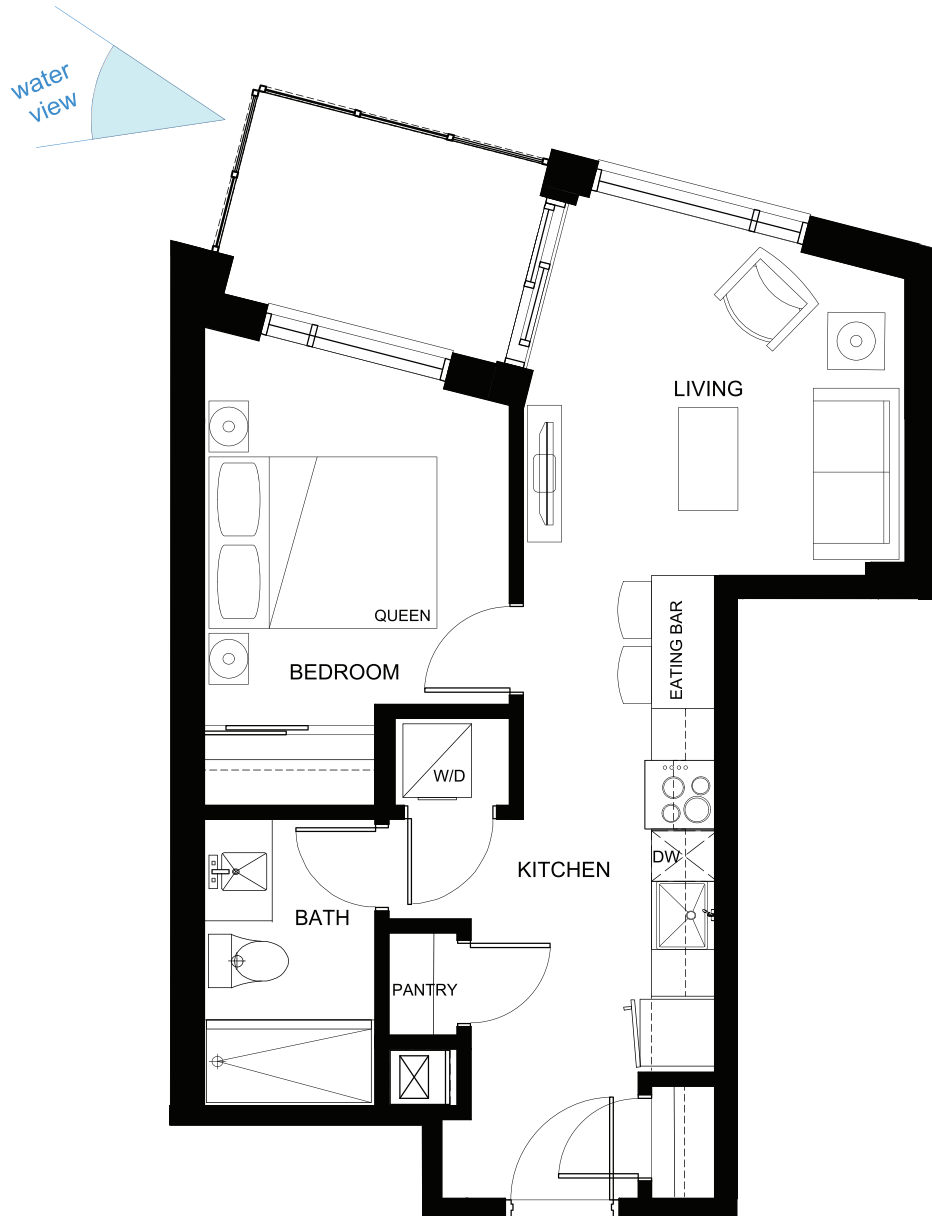 water
view
LIVING
QUEEN
EATING BAR
BEDROOM
W/D
DW
KITCHEN
BATH
PANTRY